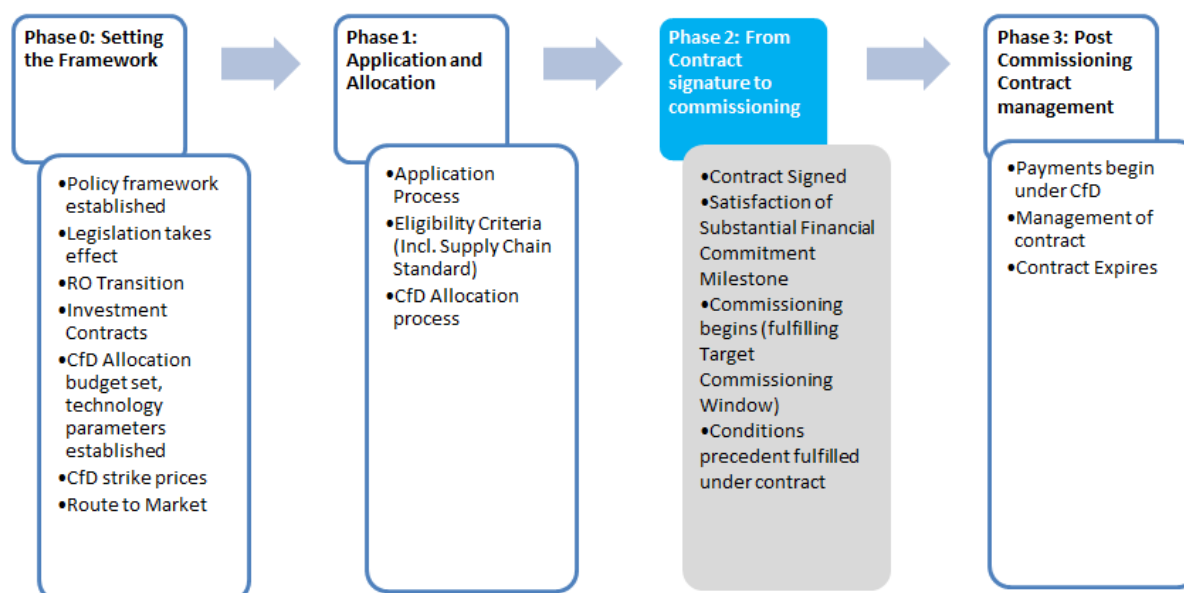 Phase 0: Setting
the Framework
•Policy framework
established
•Legislation takes
effect
•RO Transition
•Investment
Contracts
•CfD Allocation
budget set,
technology
parameters
established
•CfD strike prices
•Route to Market
Phase 1:
Application and
Allocation
•Application
Process
•Eligibility Criteria
(Incl. Supply Chain
Standard)
•CfD Allocation
process
Phase 2: From
Contract
signature to
commissioning
•Contract Signed
•Satisfaction of
Substantial Financial
Commitment
Milestone
•Commissioning
begins (fulfilling
Target
Commissioning
Window)
•Conditions
precedent fulfilled
under contract
Phase 3: Post
Commissioning
Contract
management
•Payments begin
under CfD
•Management of
contract
•Contract Expires